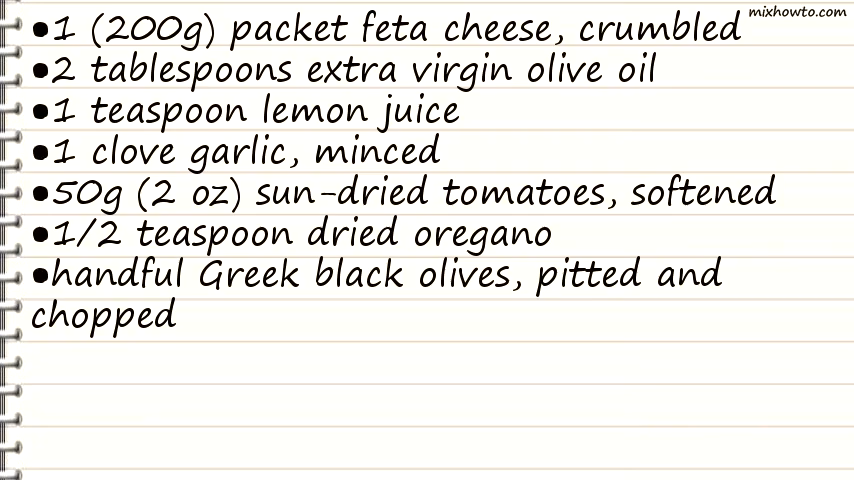 mixhowto.com
•1 (200g) packet feta cheese, crumbled
•2 tablespoons extra virgin olive oil
•1 teaspoon lemon juice
•1 clove garlic, minced
•50g (2 oz) sun-dried tomatoes, softened
•1/2 teaspoon dried oregano
•handful Greek black olives, pitted and
chopped